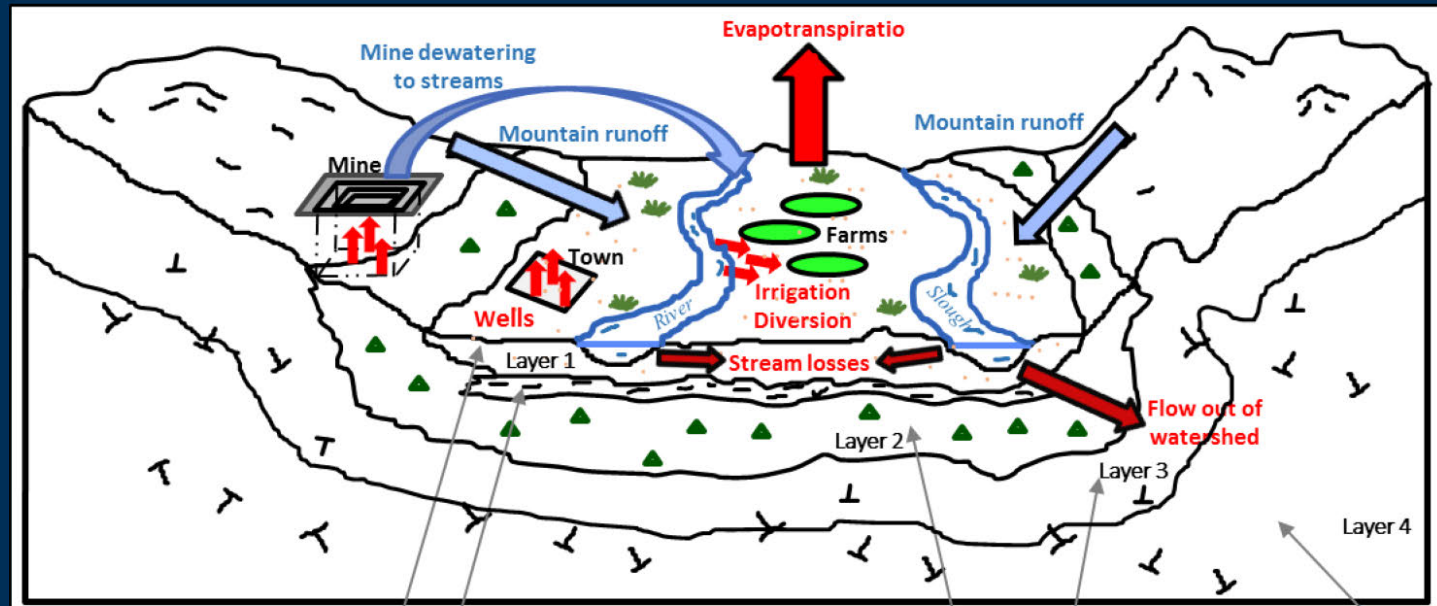 Evapotranspiratio
Mine dewatering
to streams
Mountain runoff
Mountain runoff
Mine
Town
Farms
Wells
River
Irrigation
Diversion
Slough
Layer 1
Stream losses
Flow out of
watershed
Layer 2
Layer 3
Layer 4